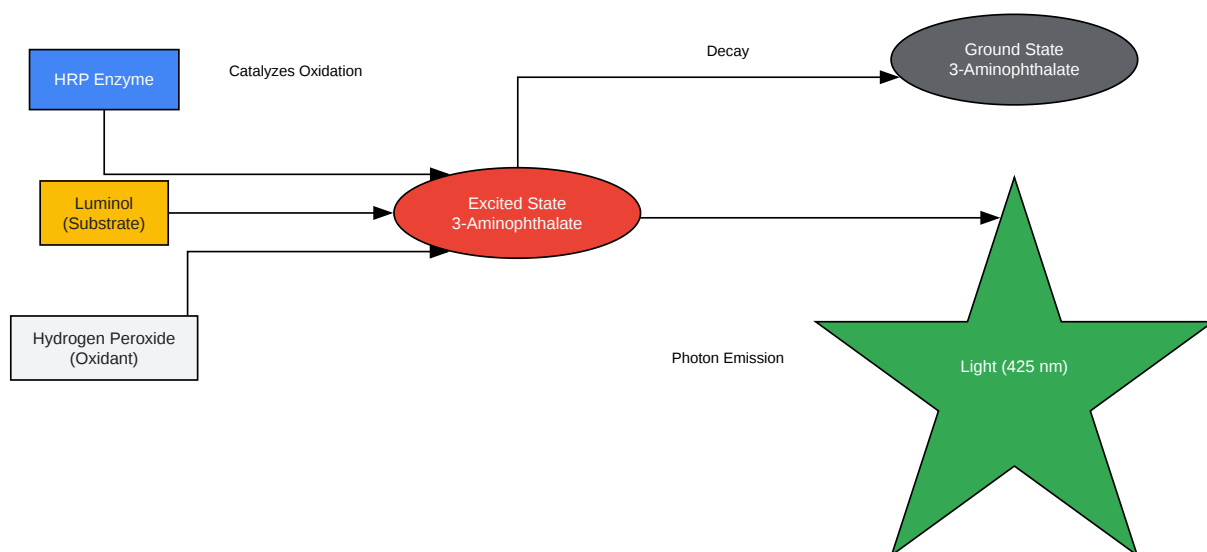 HRP Enzyme
Catalyzes Oxidation
Decay
Ground State
3-Aminophthalate
Luminol
(Substrate)
Excited State
3-Aminophthalate
Hydrogen Peroxide
(Oxidant)
Photon Emission
Light (425 nm)